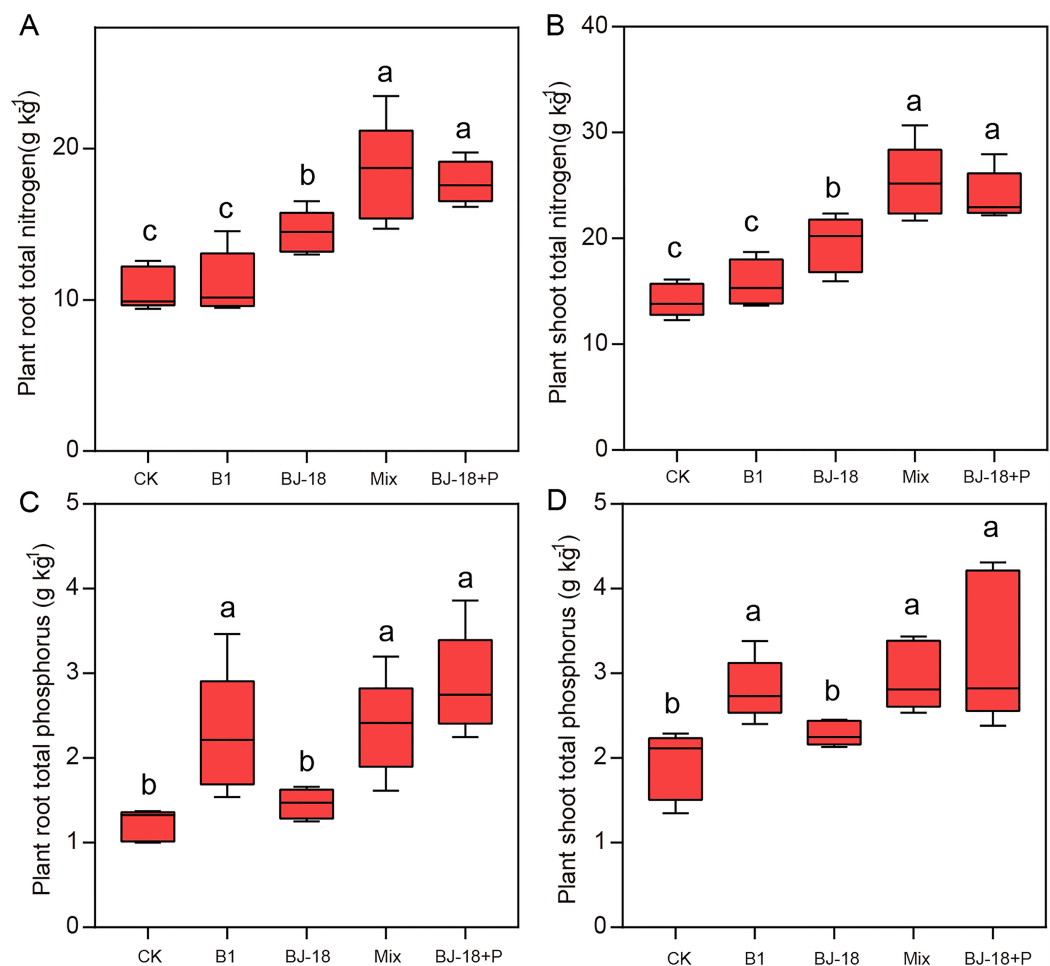 A
Plant root total nitrogen(g kg-1)
20
10
0
c
c
b
a
a
CK B1 BJ-18 Mix BJ-18+P
B
Plant shoot total nitrogen(g kg-1)
40
30
20
10
0
c
c
b
a
a
CK B1 BJ-18 Mix BJ-18+P
C
Plant root total phosphorus (g kg-1)
5
4
3
2
1
0
b
a
b
a
a
CK B1 BJ-18 Mix BJ-18+P
D
Plant shoot total phosphorus (g kg-1)
5
4
3
2
1
0
b
a
b
a
a
CK B1 BJ-18 Mix BJ-18+P